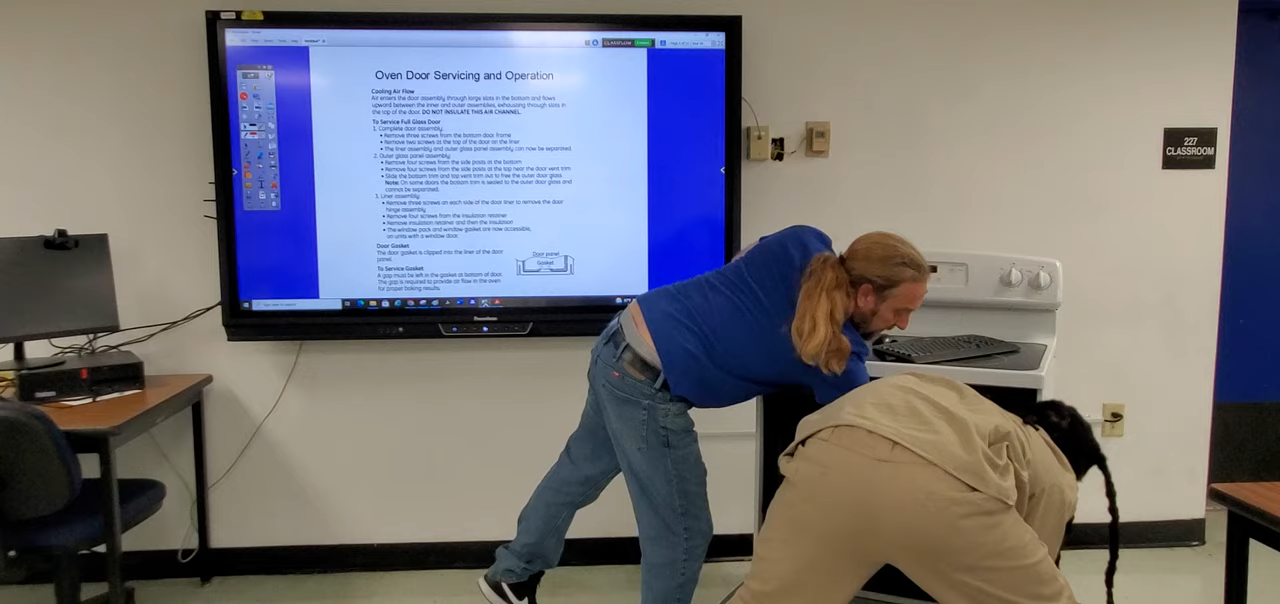 CLASSFLOW
Oven Door Servicing and Operation
Cooling Air Flow
Air enters the door assembly through large slots in the bottom and flows
upward between the inner and outer assemblies, exhausting through slots in
the top of the door. DO NOT INSULATE THIS AIR CHANNEL.
To Service Full Glass Door
1. Complete door assembly:
• Remove three screws from the bottom door frame
• Remove two screws at the top of the door on the liner
• The liner assembly and outer glass panel assembly can now be separated.
2. Outer glass panel assembly:
• Remove four screws from the side posts at the bottom
• Remove four screws from the side posts at the top near the door vent trim
• Slide the bottom trim and top vent trim out to free the outer door glass.
Note: On some doors the bottom trim is sealed to the outer door glass and
cannot be separated.
3. Liner assembly:
• Remove three screws on each side of the door liner to remove the door
hinge assembly
• Remove four screws from the insulation retainer
• Remove insulation retainer and then the insulation
• The window pack and window gasket are now accessible,
on units with a window door.
Door Gasket
The door gasket is clipped into the liner of the door
panel.
Door panel
Gasket
To Service Gasket
A gap must be left in the gasket at bottom of door.
The gap is required to provide air flow in the oven
for proper baking results.
227
CLASSROOM